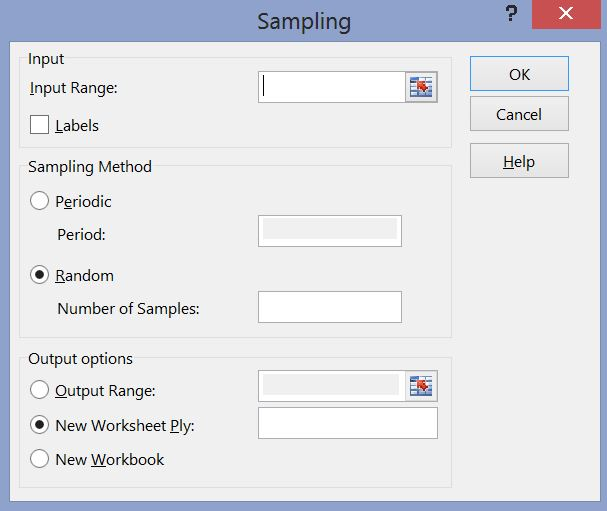 Sampling
?
Input
Input Range:
Labels
OK
Cancel
Help
Sampling Method
Periodic
Period:
Random
Number of Samples:
Output options
Output Range:
New Worksheet Ply:
New Workbook